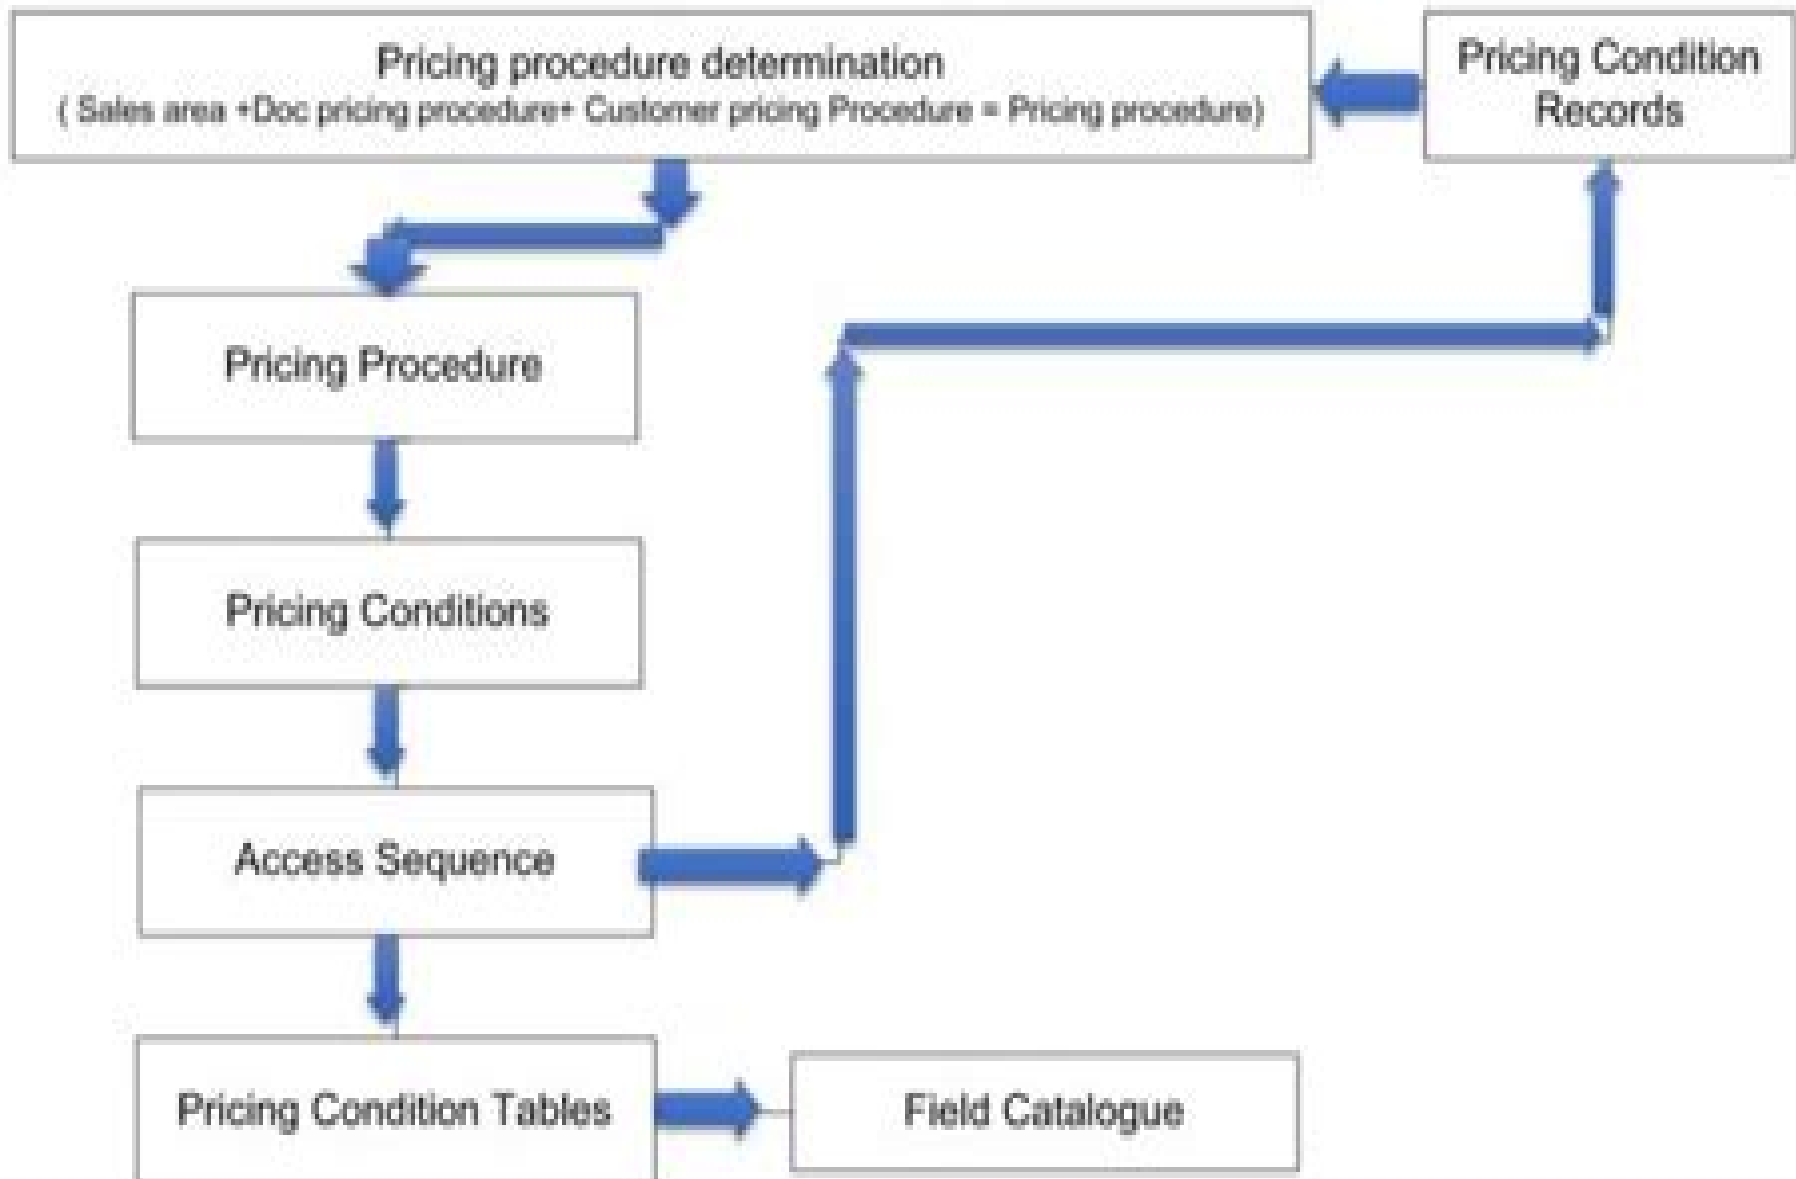 Pricing procedure determination
( Sales area +Doc pricing procedure+ Customer pricing Procedure = Pricing procedure)
Pricing Condition
Records
Pricing Procedure
Pricing Conditions
Access Sequence
Pricing Condition Tables
Field Catalogue